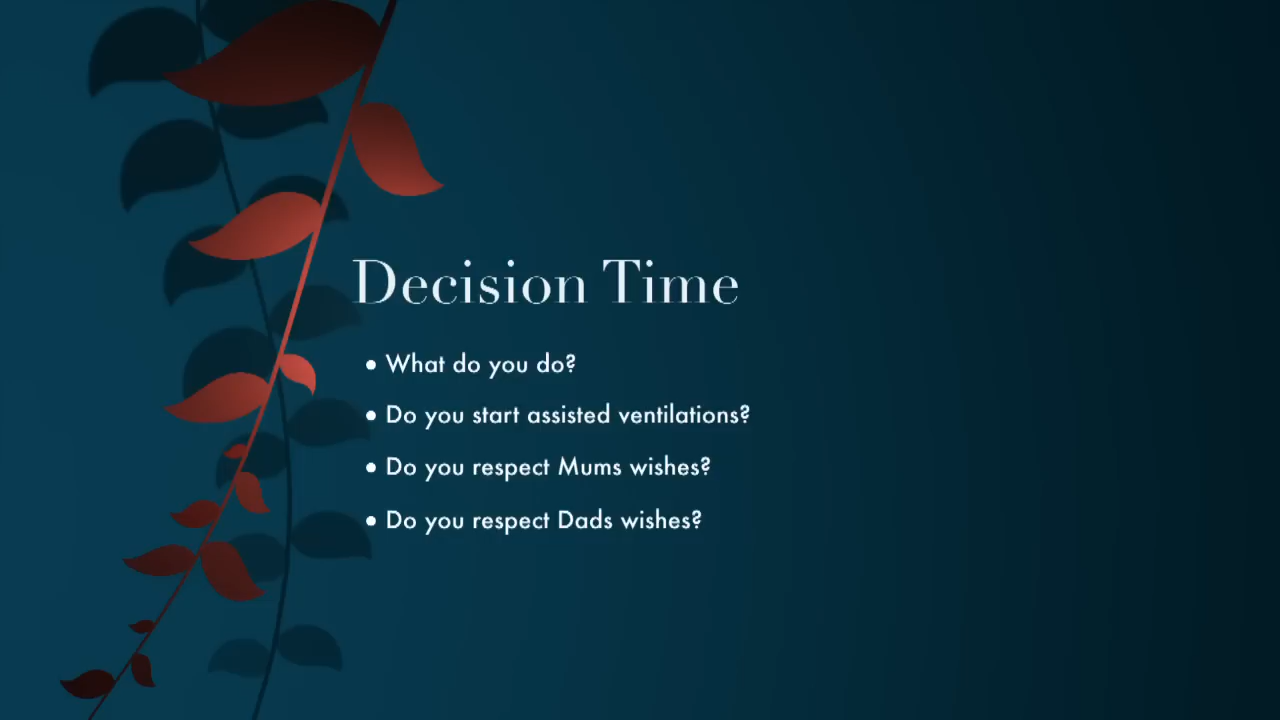 Decision Time
• What do you do?
• Do you start assisted ventilations?
• Do you respect Mums wishes?
• Do you respect Dads wishes?